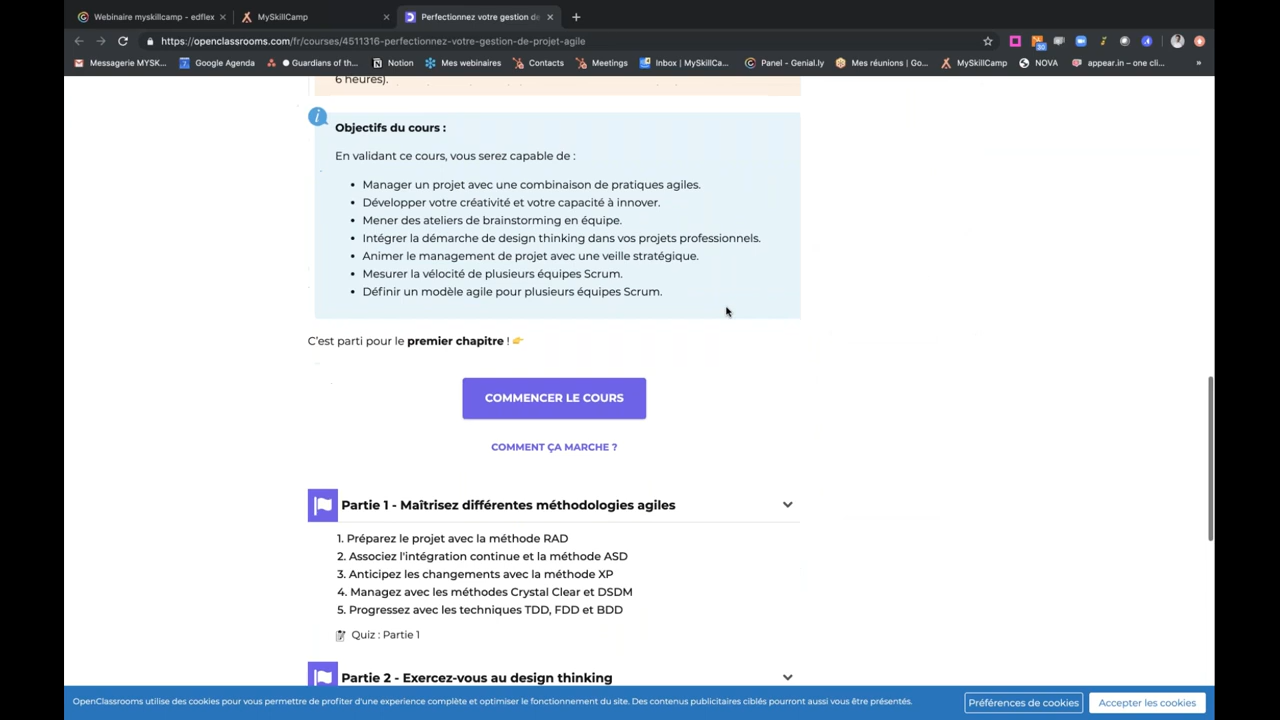 Webinaire myskillcamp - edflex
MySkillCamp
Perfectionnez votre gestion de
https://openclassrooms.com/fr/courses/4511316-perfectionnez-votre-gestion-de-projet-agile
30
Messagerie MYSK...
Google Agenda
Guardians of th...
Notion
Mes webinaires
Contacts
Meetings
Inbox | MySkillCa...
Panel - Genial.ly
Mes réunions | Go...
MySkillCamp
NOVA
appear.in – one cli...
»
6 heures).
Objectifs du cours :
En validant ce cours, vous serez capable de :
• Manager un projet avec une combinaison de pratiques agiles.
• Développer votre créativité et votre capacité à innover.
• Mener des ateliers de brainstorming en équipe.
• Intégrer la démarche de design thinking dans vos projets professionnels.
• Animer le management de projet avec une veille stratégique.
• Mesurer la vélocité de plusieurs équipes Scrum.
• Définir un modèle agile pour plusieurs équipes Scrum.
C'est parti pour le premier chapitre ! 👉
COMMENCER LE COURS
COMMENT ÇA MARCHE ?
Partie 1 - Maîtrisez différentes méthodologies agiles
1. Préparez le projet avec la méthode RAD
2. Associez l'intégration continue et la méthode ASD
3. Anticipez les changements avec la méthode XP
4. Managez avec les méthodes Crystal Clear et DSDM
5. Progressez avec les techniques TDD, FDD et BDD
Quiz : Partie 1
Partie 2 - Exercez-vous au design thinking
OpenClassrooms utilise des cookies pour vous permettre de profiter d'une experience complète et optimiser le fonctionnement du site. Des contenus publicitaires ciblés pourront aussi vous être présentés.
Préférences de cookies
Accepter les cookies